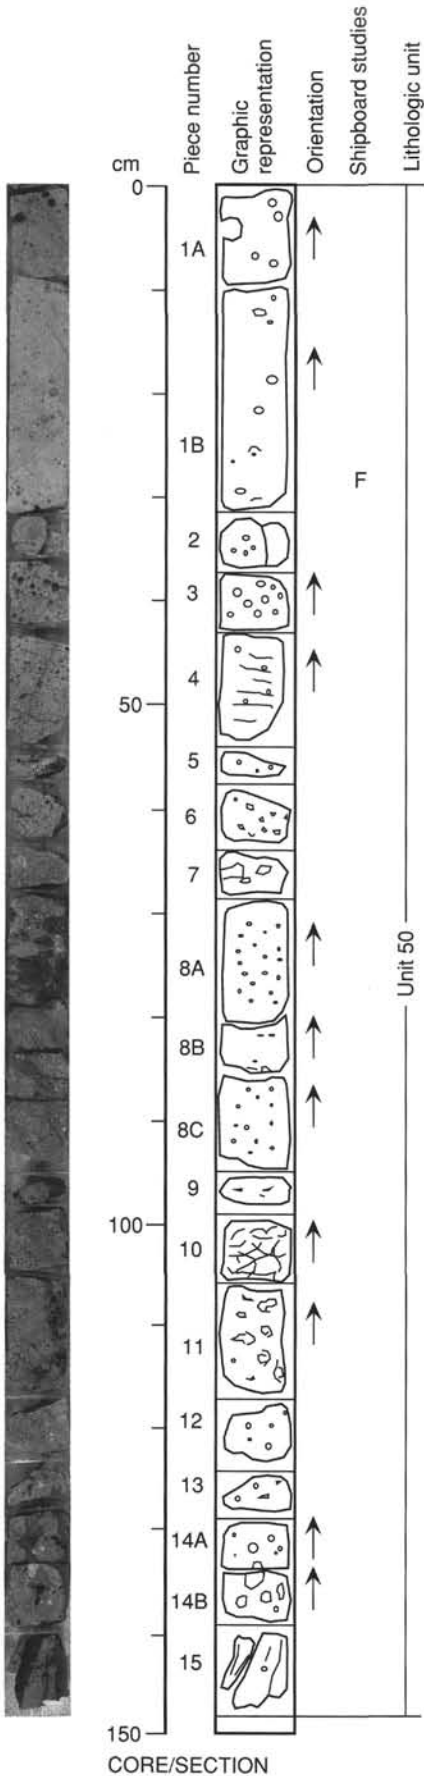 cm
Piece number
Graphic
representation
Orientation
Shipboard studies
Lithologic unit
0
1A
1B
F
2
3
4
50
5
6
7
8A
Unit 50
8B
8C
9
100
10
11
12
13
14A
14B
15
150
CORE/SECTION